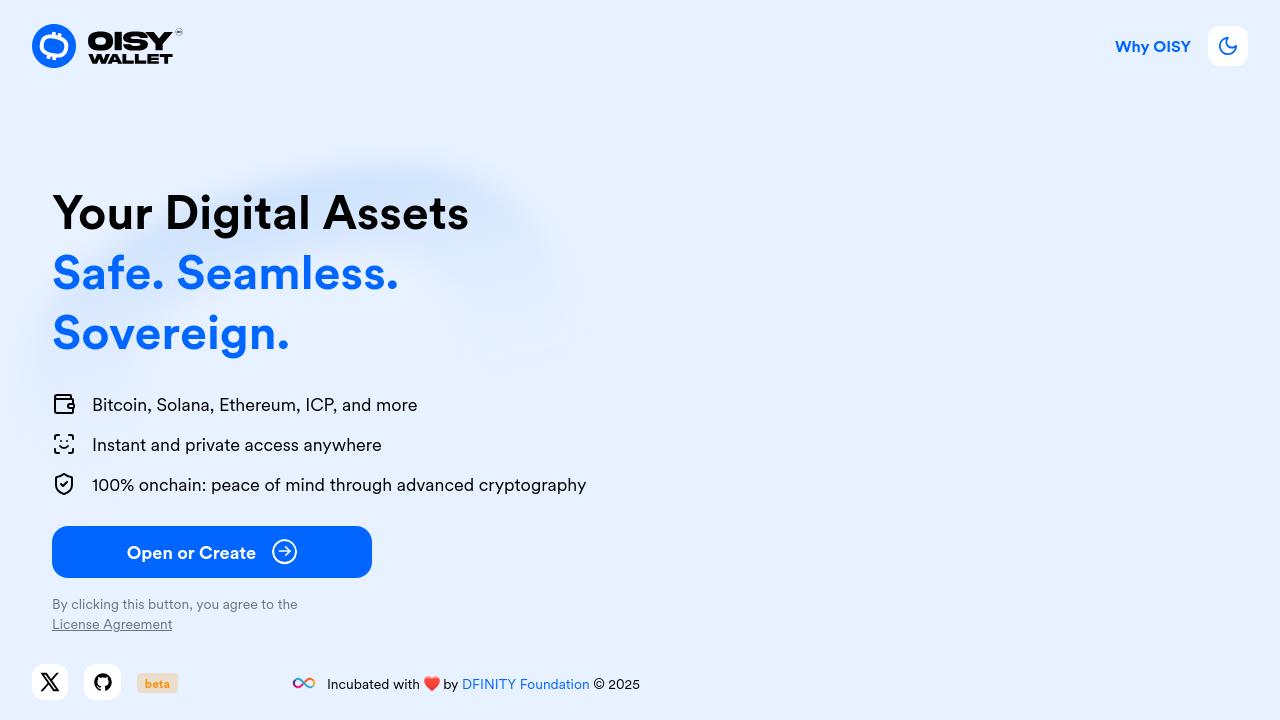 OISY
WALLET
Why OISY
Your Digital Assets
Safe. Seamless.
Sovereign.
Bitcoin, Solana, Ethereum, ICP, and more
Instant and private access anywhere
100% onchain: peace of mind through advanced cryptography
Open or Create
By clicking this button, you agree to the
License Agreement
beta
Incubated with ❤️ by DFINITY Foundation © 2025